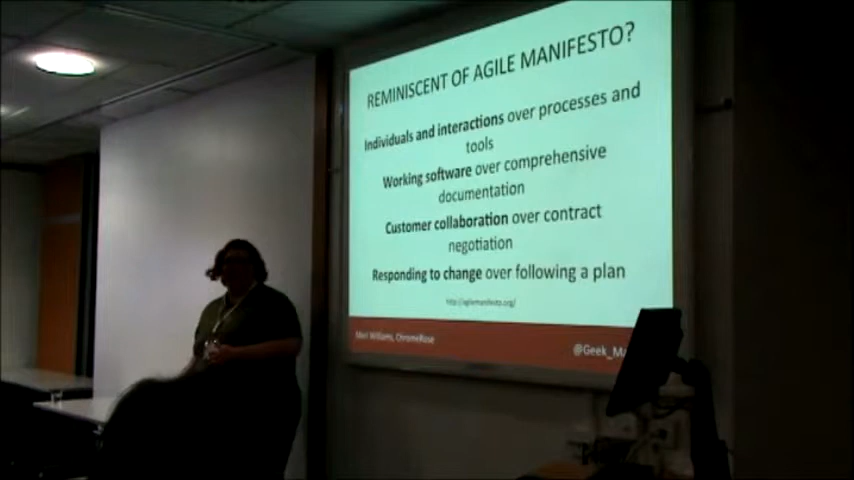 REMINISCENT OF AGILE MANIFESTO?
Individuals and interactions over processes and
tools
Working software over comprehensive
documentation
Customer collaboration over contract
negotiation
Responding to change over following a plan
http://agilemanifesto.org/
Meri Williams, ChromeRose
@Geek_Ma